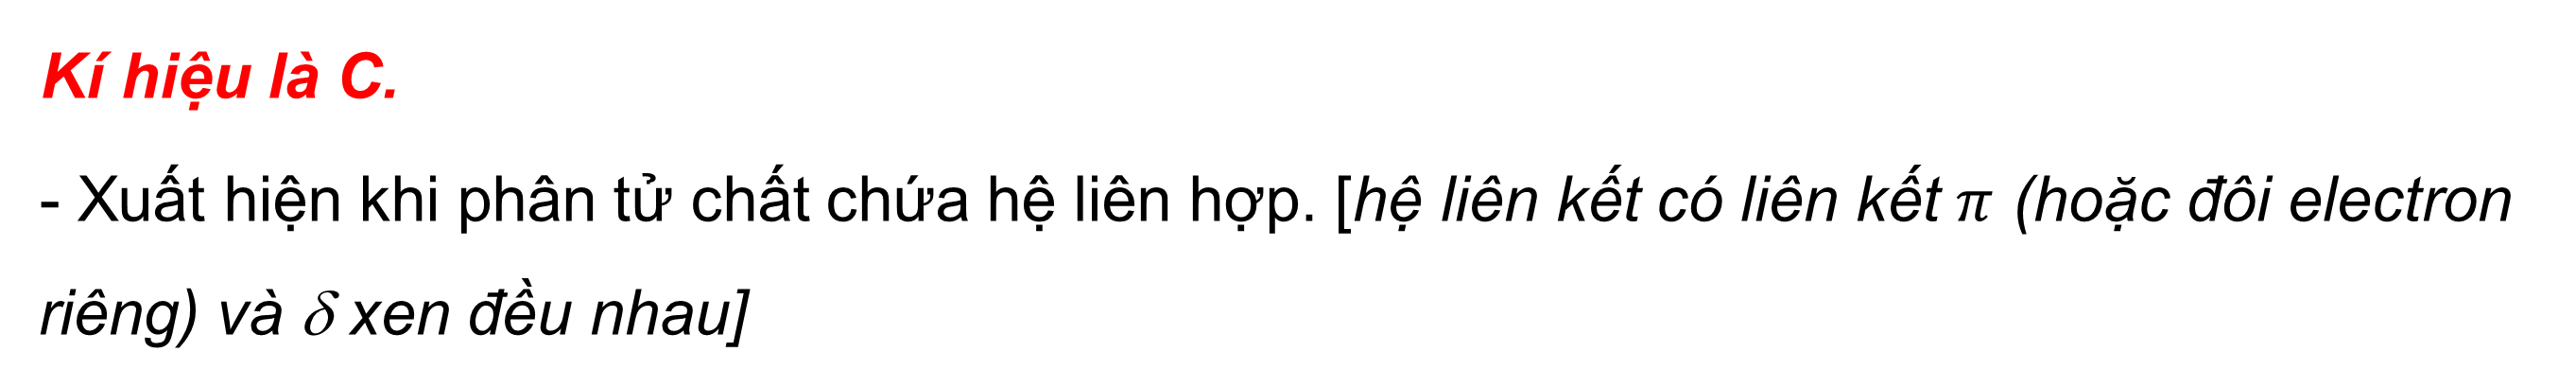 Kí hiệu là C.
- Xuất hiện khi phân tử chất chứa hệ liên hợp. [hệ liên kết có liên kết π (hoặc đôi electron
riêng) và δ xen đều nhau]